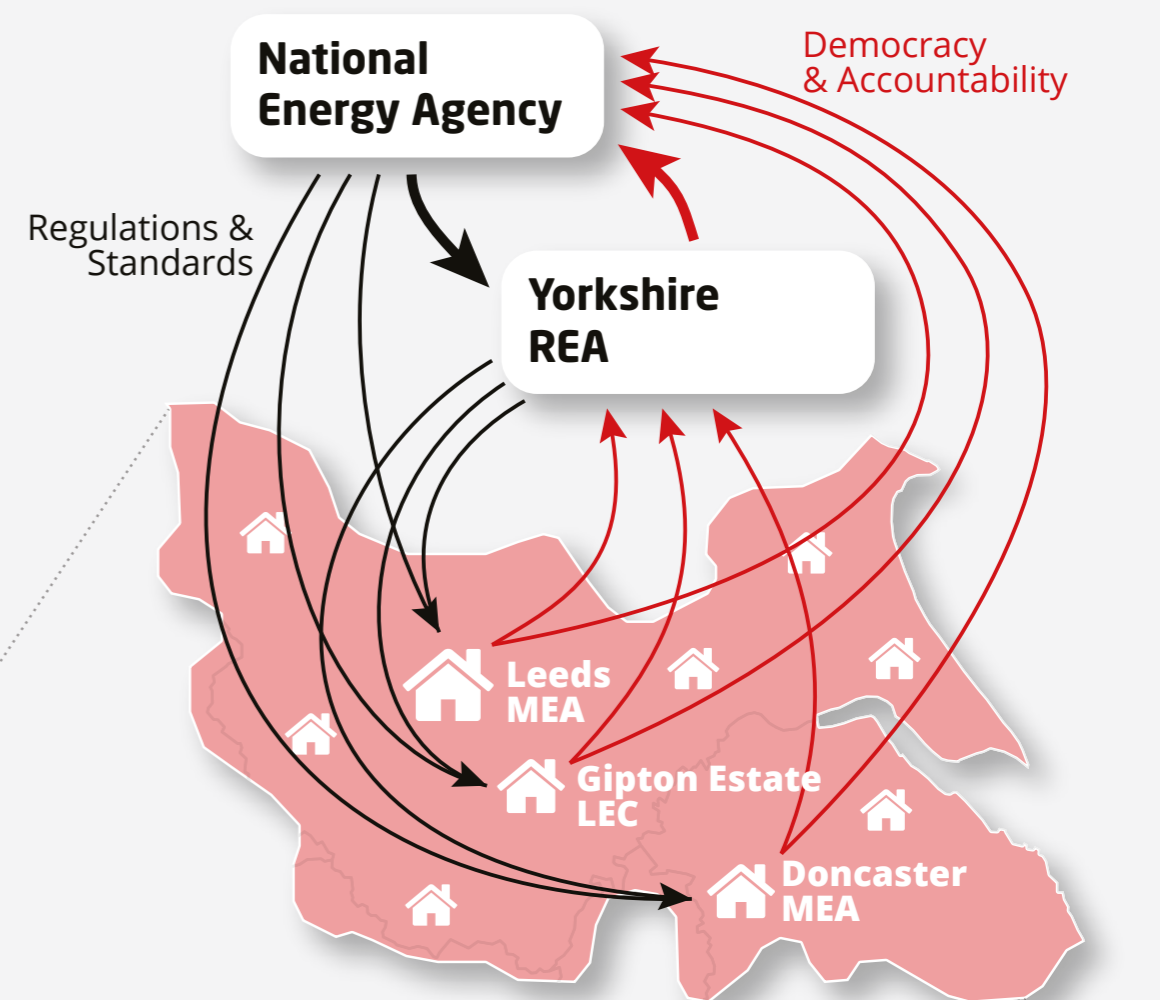 National
Energy Agency
Democracy
& Accountability
Regulations &
Standards
Yorkshire
REA
Leeds
MEA
Gipton Estate
LEC
Doncaster
MEA